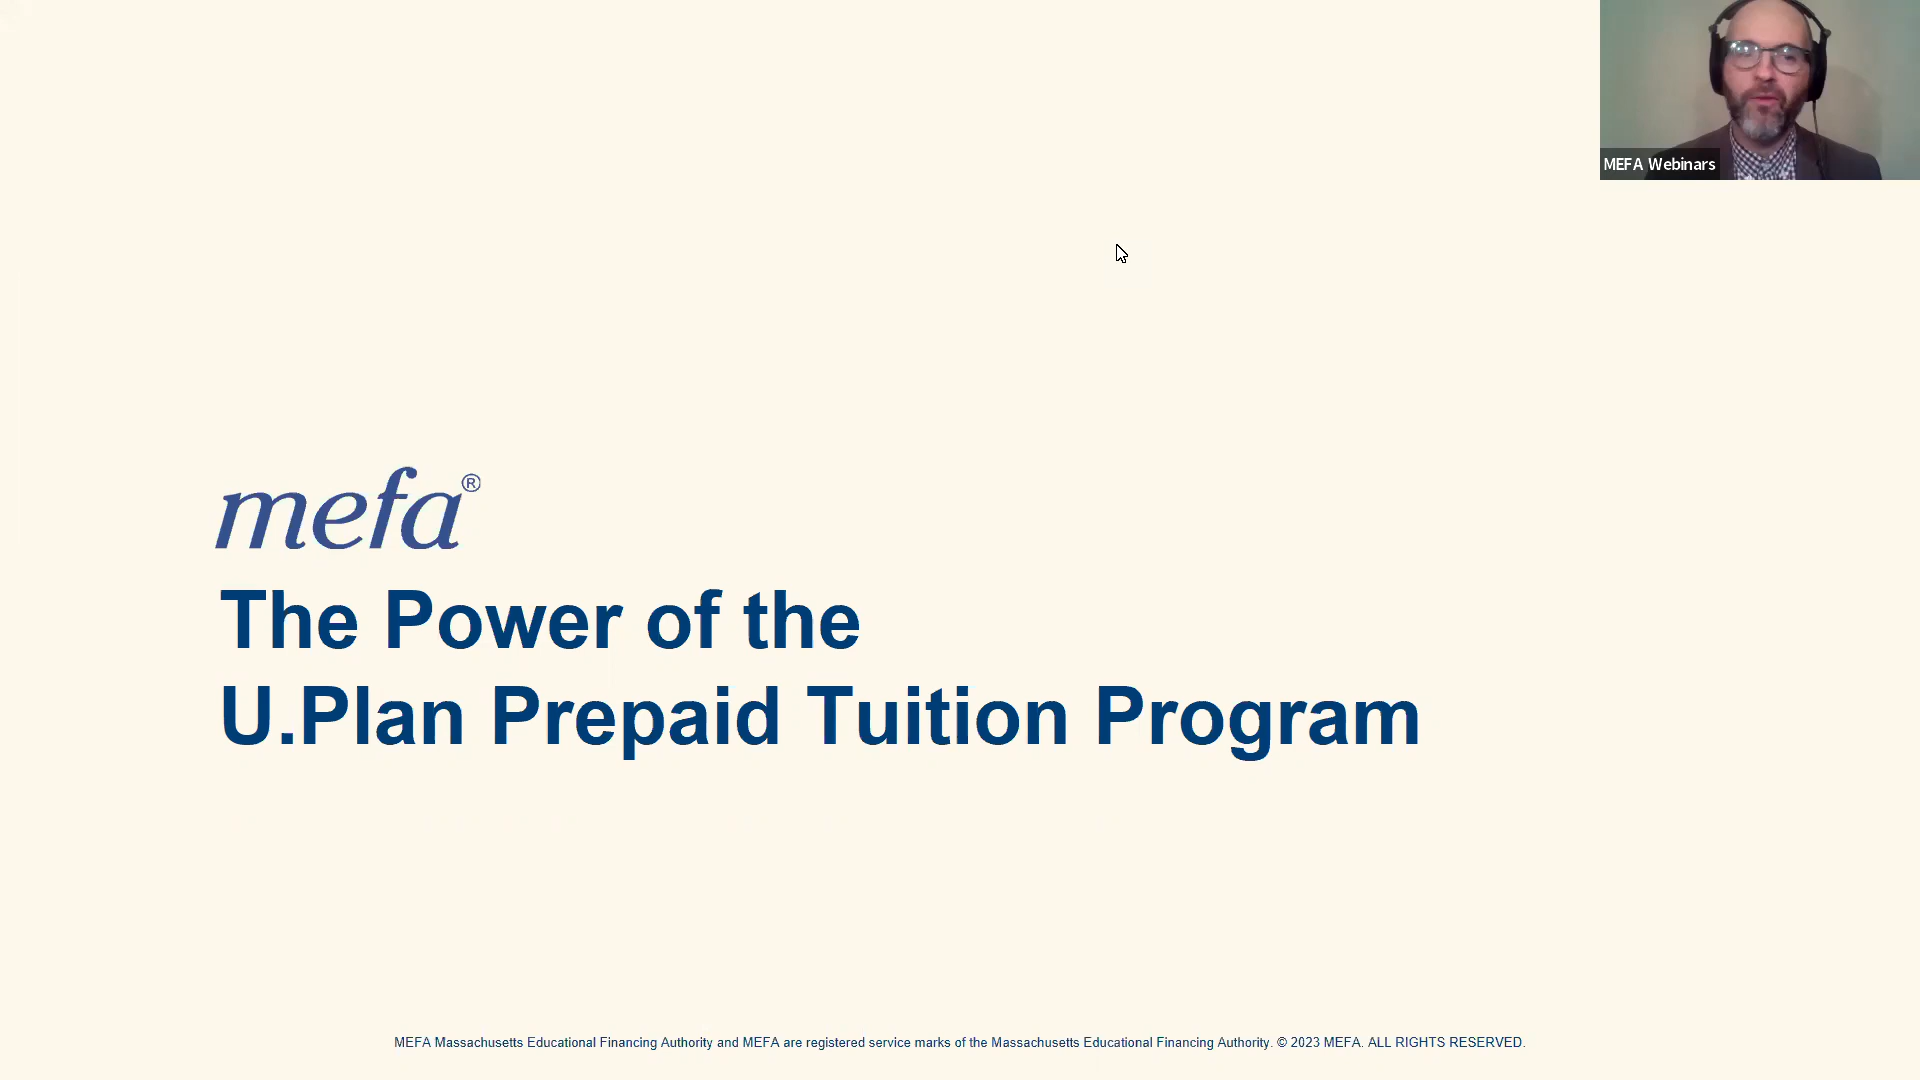 MEFA Webinars
mefa®
The Power of the
U.Plan Prepaid Tuition Program
MEFA Massachusetts Educational Financing Authority and MEFA are registered service marks of the Massachusetts Educational Financing Authority. © 2023 MEFA. ALL RIGHTS RESERVED.